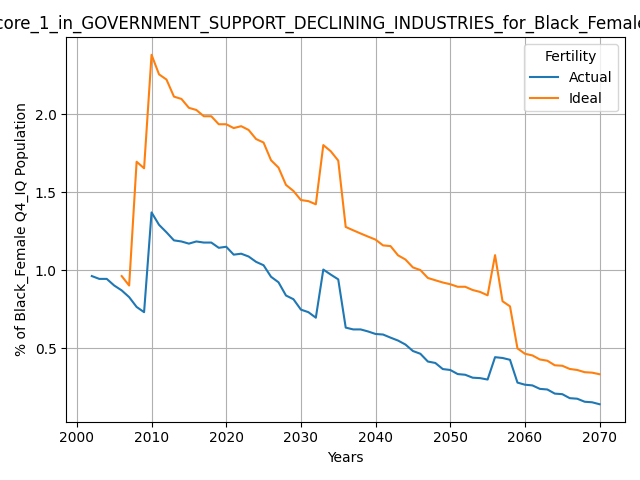 core_1_in_GOVERNMENT_SUPPORT_DECLINING_INDUSTRIES_for_Black_Female
Fertility
Actual
Ideal
% of Black_Female Q4_IQ Population
2.0
1.5
1.0
0.5
2000 2010 2020 2030 2040 2050 2060 2070
Years